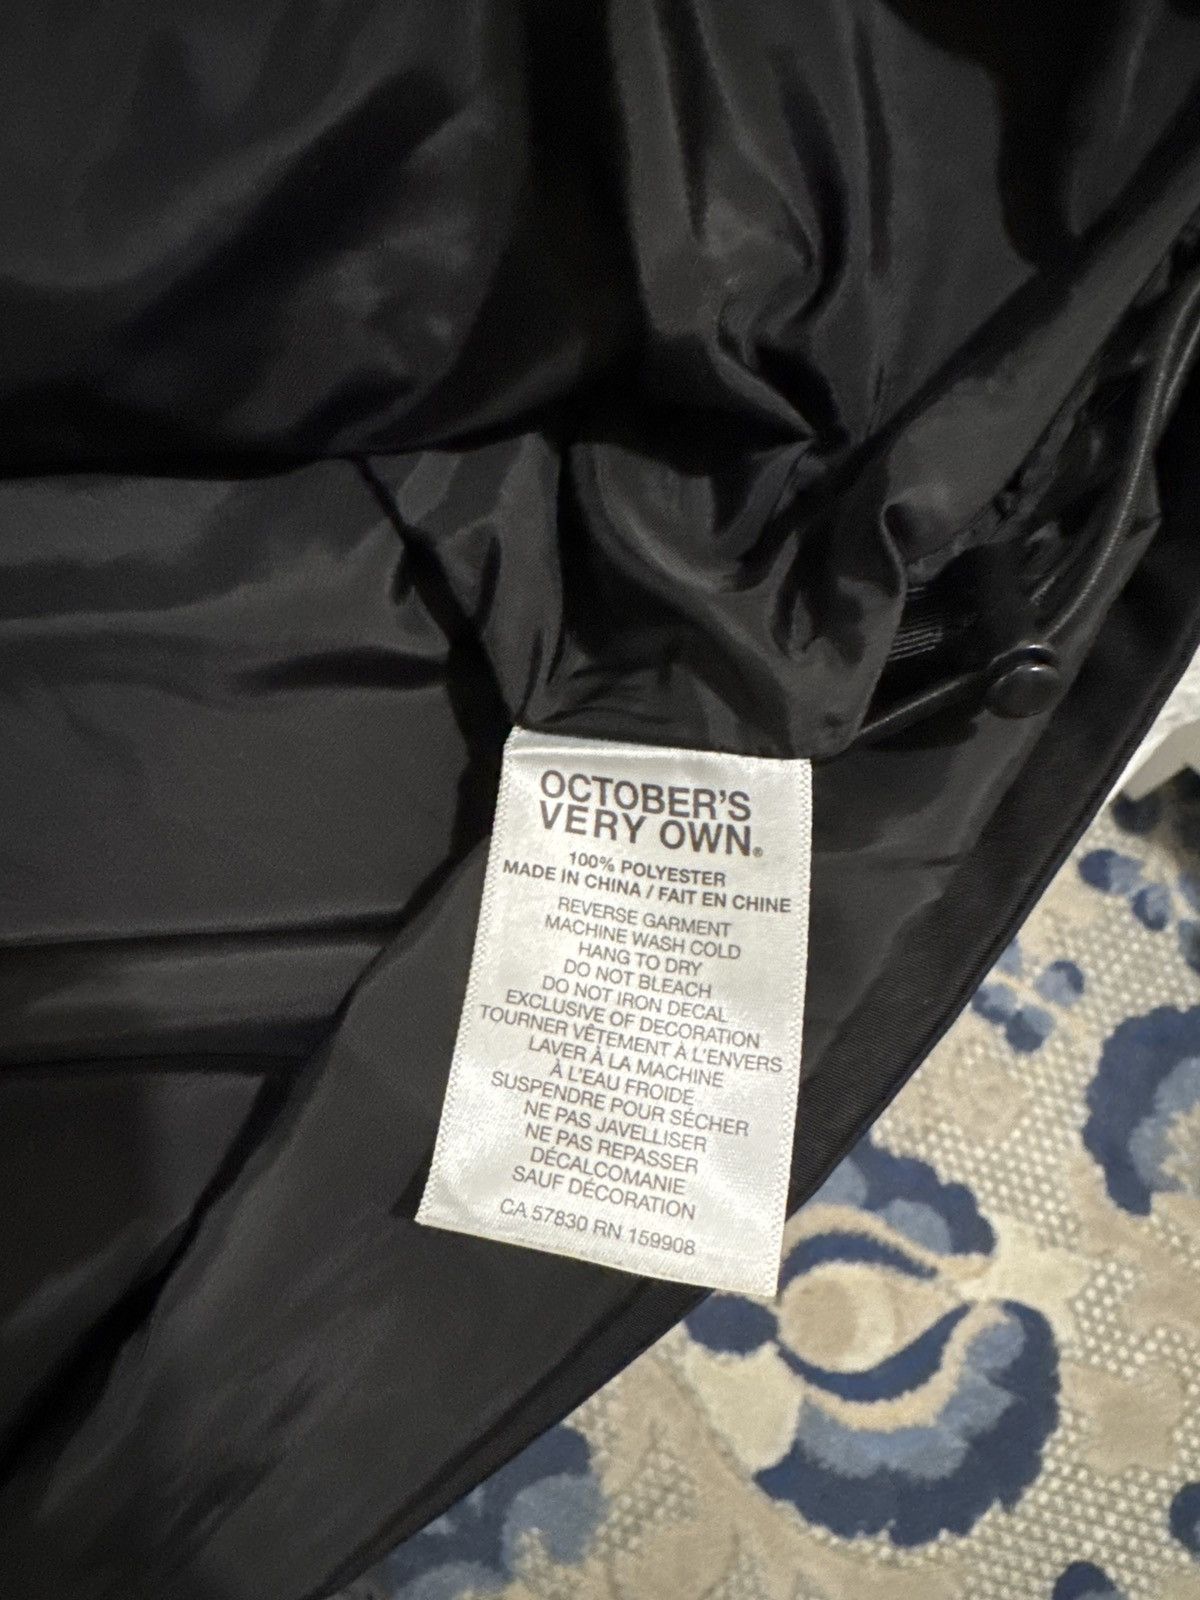 OCTOBER'S
VERY OWN®
100% POLYESTER
MADE IN CHINA / FAIT EN CHINE
REVERSE GARMENT
MACHINE WASH COLD
HANG TO DRY
DO NOT BLEACH
DO NOT IRON DECAL
EXCLUSIVE OF DECORATION
TOURNER VÊTEMENT À L'ENVERS
LAVER À LA MACHINE
À L'EAU FROIDE
SUSPENDRE POUR SÉCHER
NE PAS JAVELLISER
NE PAS REPASSER
DÉCALCOMANIE
SAUF DÉCORATION
CA 57830 RN 159908